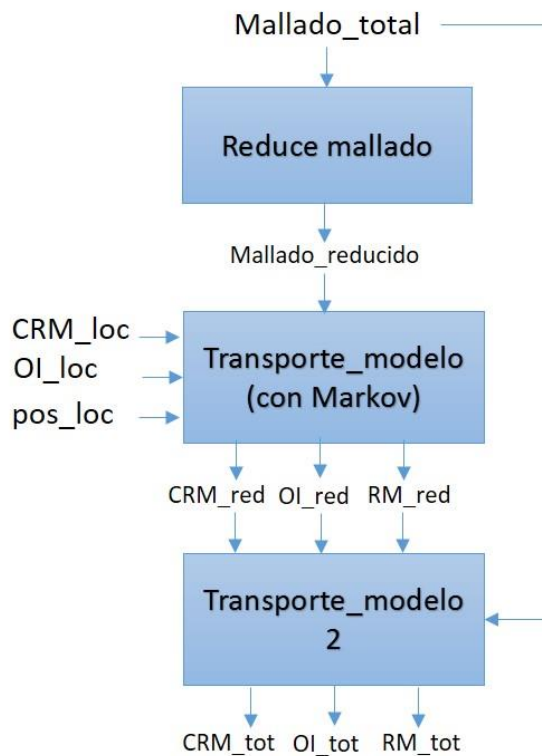 Mallado_total
Reduce mallado
Mallado_reducido
CRM_loc
OI_loc
pos_loc
Transporte_modelo
(con Markov)
CRM_red OI_red RM_red
Transporte_modelo
2
CRM_tot OI_tot RM_tot